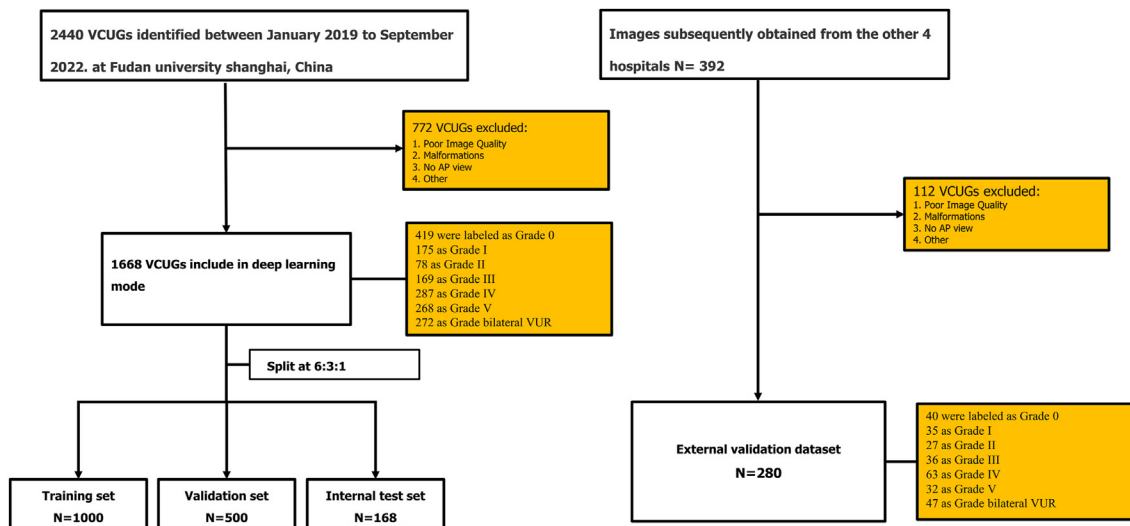 2440 VCUGs identified between January 2019 to September
2022. at Fudan university shanghai, China
772 VCUGs excluded:
1. Poor Image Quality
2. Malformations
3. No AP view
4. Other
1668 VCUGs include in deep learning
mode
419 were labeled as Grade 0
175 as Grade I
78 as Grade II
169 as Grade III
287 as Grade IV
268 as Grade V
272 as Grade bilateral VUR
Split at 6:3:1
Training set
N=1000
Validation set
N=500
Internal test set
N=168
Images subsequently obtained from the other 4
hospitals N= 392
112 VCUGs excluded:
1. Poor Image Quality
2. Malformations
3. No AP view
4. Other
External validation dataset
N=280
40 were labeled as Grade 0
35 as Grade I
27 as Grade II
36 as Grade III
63 as Grade IV
32 as Grade V
47 as Grade bilateral VUR